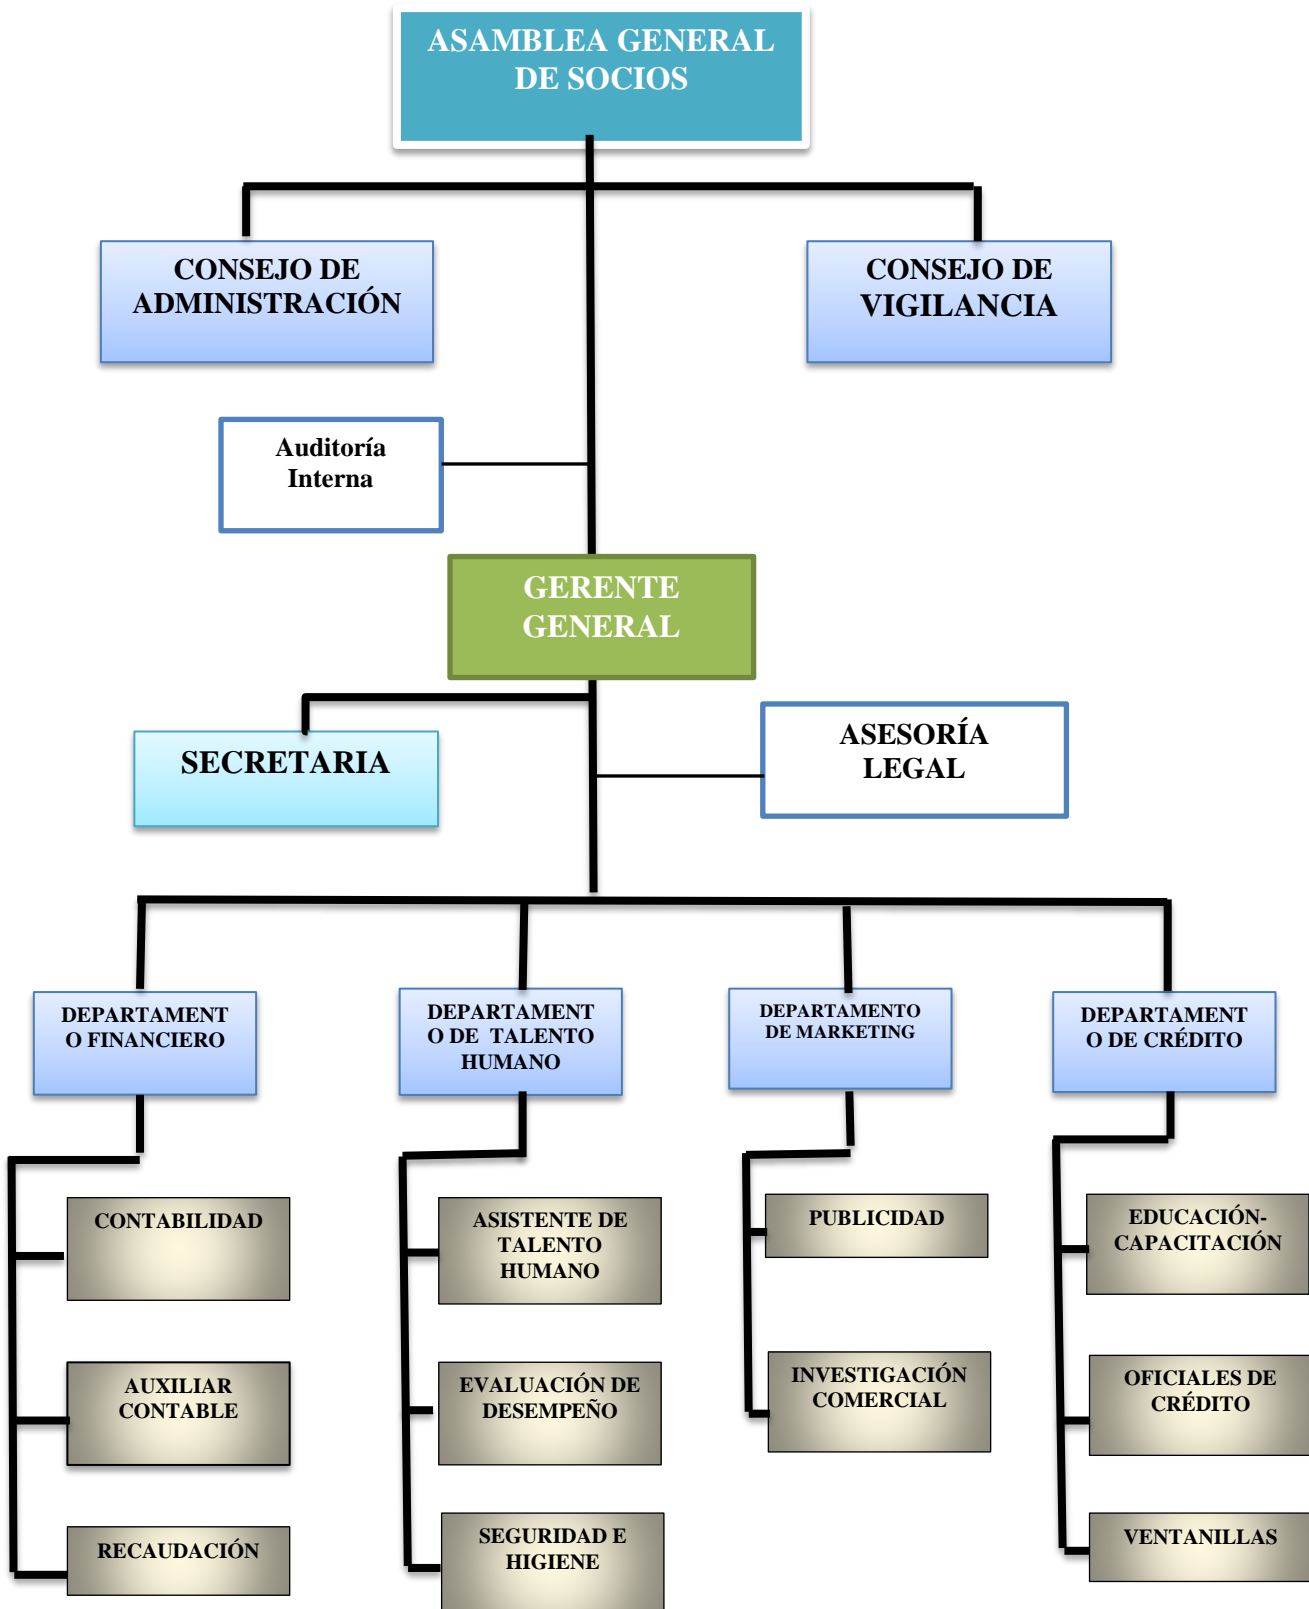 ASAMBLEA GENERAL
DE SOCIOS
CONSEJO DE
ADMINISTRACIÓN
CONSEJO DE
VIGILANCIA
Auditoría
Interna
GERENTE
GENERAL
SECRETARIA
ASESORÍA
LEGAL
DEPARTAMENT
O FINANCIERO
DEPARTAMENT
O DE TALENTO
HUMANO
DEPARTAMENTO
DE MARKETING
DEPARTAMENT
O DE CRÉDITO
CONTABILIDAD
AUXILIAR
CONTABLE
RECAUDACIÓN
ASISTENTE DE
TALENTO
HUMANO
EVALUACIÓN DE
DESEMPEÑO
SEGURIDAD E
HIGIENE
PUBLICIDAD
INVESTIGACIÓN
COMERCIAL
EDUCACIÓN-
CAPACITACIÓN
OFICIALES DE
CRÉDITO
VENTANILLAS